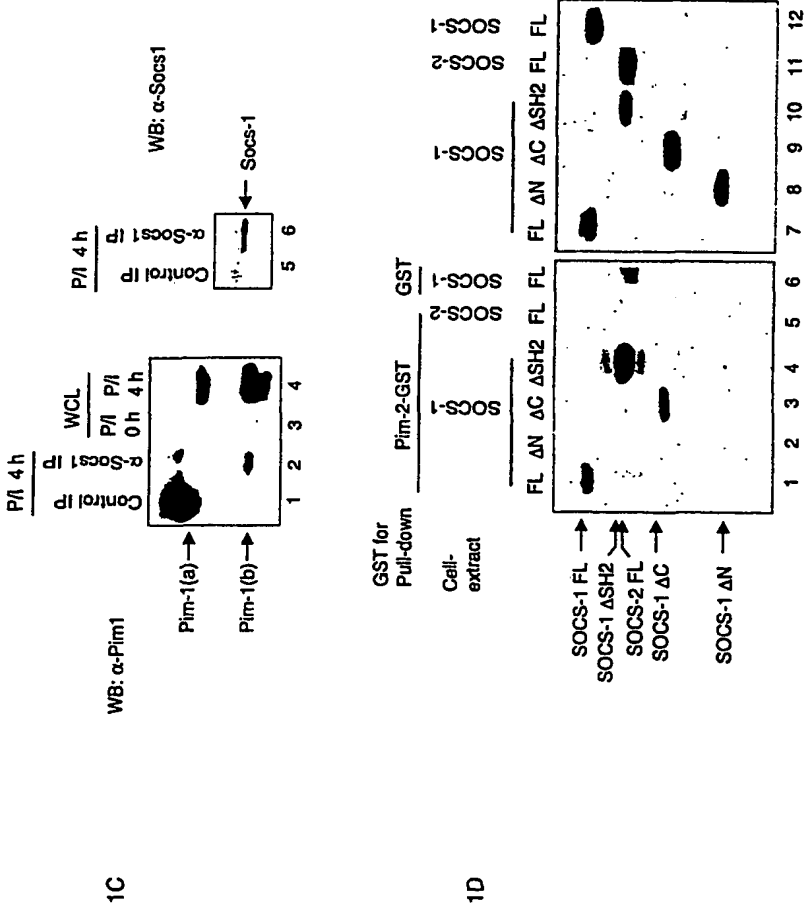 1C
WB: α-Pim1
P/I 4 h
WCL
Control IP
α-Socs1 IP
P/I 0 h
P/I 4 h
Pim-1(a)
Pim-1(b)
1 2 3 4
WB: α-Socs1
P/I 4 h
Control IP
α-Socs1 IP
Socs-1
5 6
1D
GST for Pull-down
Pim-2-GST
GST
Cell-extract
SOCS-1
SOCS-2
SOCS-1
SOCS-1
SOCS-2
SOCS-1
FL ΔN ΔC ΔSH2 FL FL
FL ΔN ΔC ΔSH2 FL FL
SOCS-1 FL
SOCS-1 ΔSH2
SOCS-2 FL
SOCS-1 ΔC
SOCS-1 ΔN
1 2 3 4 5 6
7 8 9 10 11 12